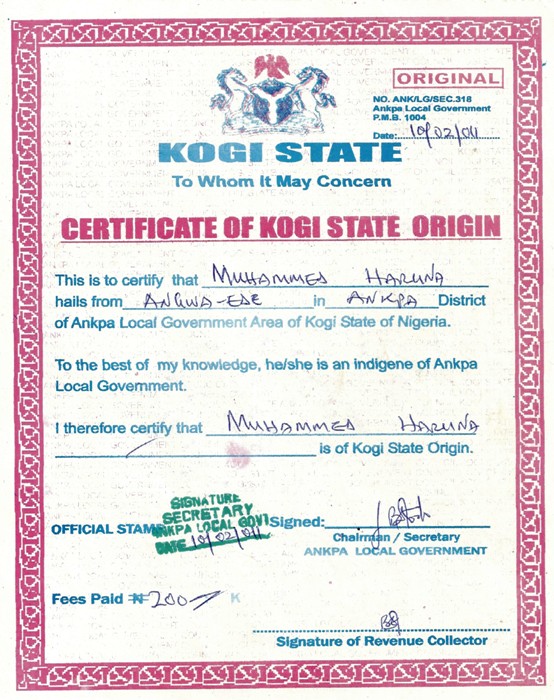 ORIGINAL
NO. ANK/LG/SEC.318
Ankpa Local Government
P.M.B. 1004
Date: 10/02/011
KOGI STATE
To Whom It May Concern
CERTIFICATE OF KOGI STATE ORIGIN
This is to certify that MUHAMMED HARUNA
hails from ANGWA-EDE in ANKPA District
of Ankpa Local Government Area of Kogi State of Nigeria.
To the best of my knowledge, he/she is an indigene of Ankpa
Local Government.
I therefore certify that MUHAMMED HARUNA
is of Kogi State Origin.
SIGNATURE
SECRETARY
ANKPA LOCAL GOVT
DATE 10/02/011
OFFICIAL STAMP
Signed:
Chairman / Secretary
ANKPA LOCAL GOVERNMENT
Fees Paid ₦ 200 K
Signature of Revenue Collector